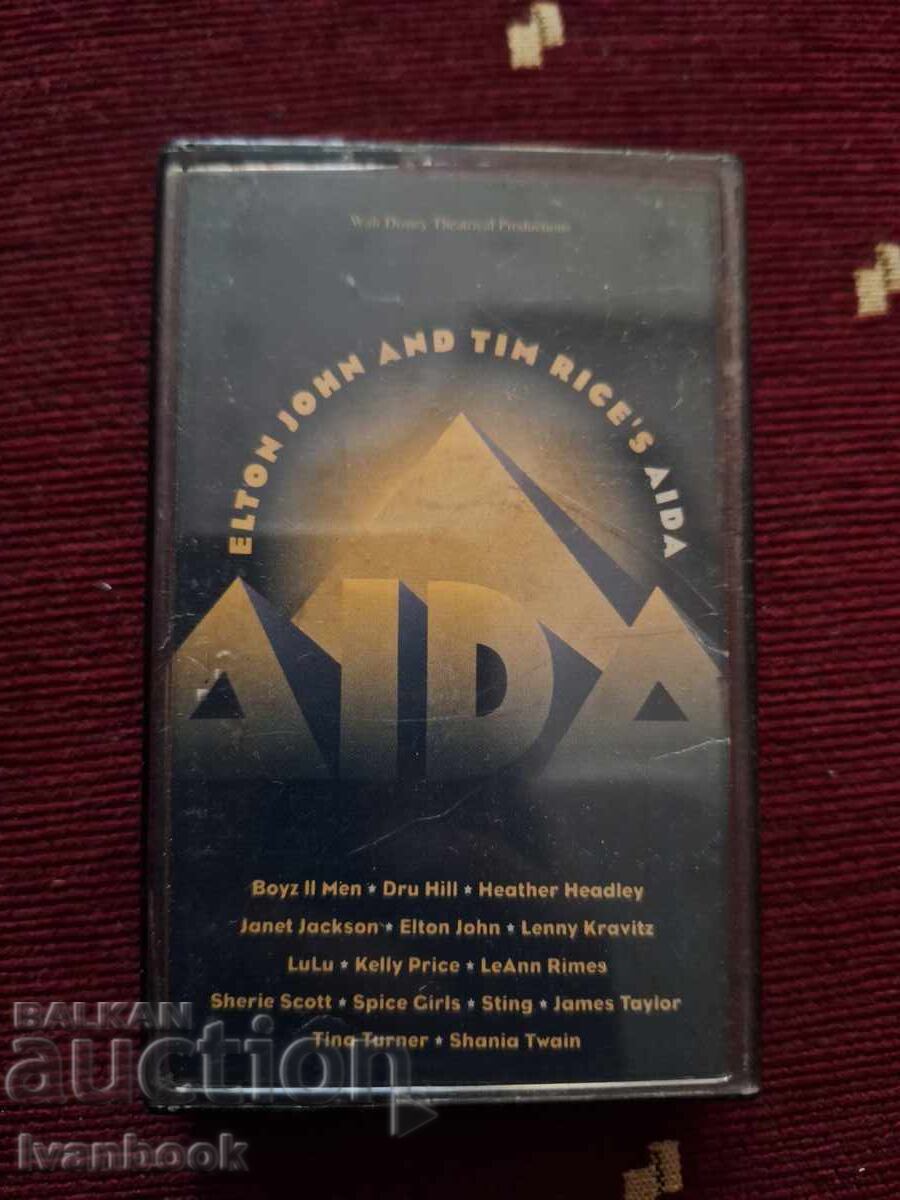 Walt Disney Theatrical Productions
ELTON JOHN AND TIM RICE'S AIDA
AIDA
Boyz II Men ★ Dru Hill ★ Heather Headley
Janet Jackson ★ Elton John ★ Lenny Kravitz
LuLu ★ Kelly Price ★ LeAnn Rimes
Sherie Scott ★ Spice Girls ★ Sting ★ James Taylor
Tina Turner ★ Shania Twain
BALKAN
auction
Ivanbook